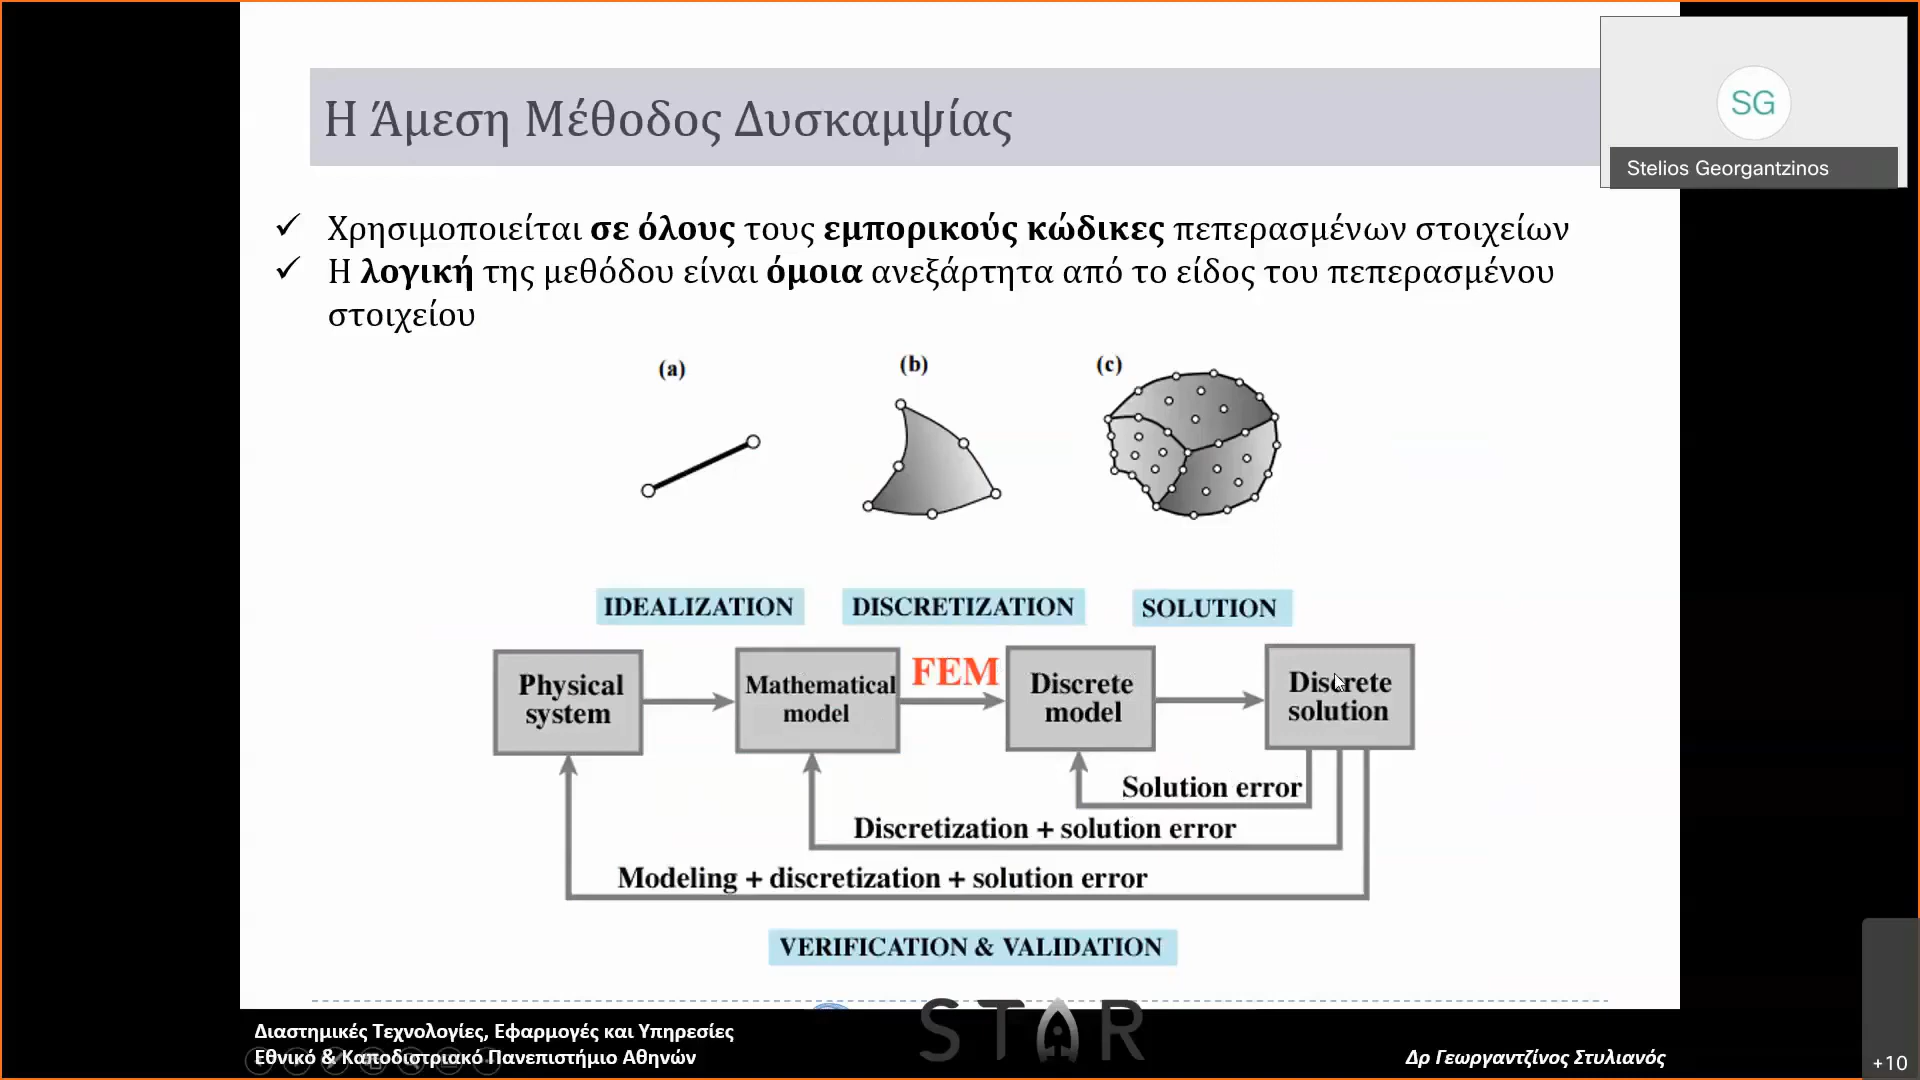 Η Άμεση Μέθοδος Δυσκαμψίας
SG
Stelios Georgantzinos
✓ Χρησιμοποιείται σε όλους τους εμπορικούς κώδικες πεπερασμένων στοιχείων
✓ Η λογική της μεθόδου είναι όμοια ανεξάρτητα από το είδος του πεπερασμένου
στοιχείου
(a) (b) (c)
IDEALIZATION DISCRETIZATION SOLUTION
FEM
Physical
system
Mathematical
model
Discrete
model
Discrete
solution
Solution error
Discretization + solution error
Modeling + discretization + solution error
VERIFICATION & VALIDATION
STAR
Διαστημικές Τεχνολογίες, Εφαρμογές και Υπηρεσίες
Εθνικό & Καποδιστριακό Πανεπιστήμιο Αθηνών
Δρ Γεωργαντζίνος Στυλιανός
+10